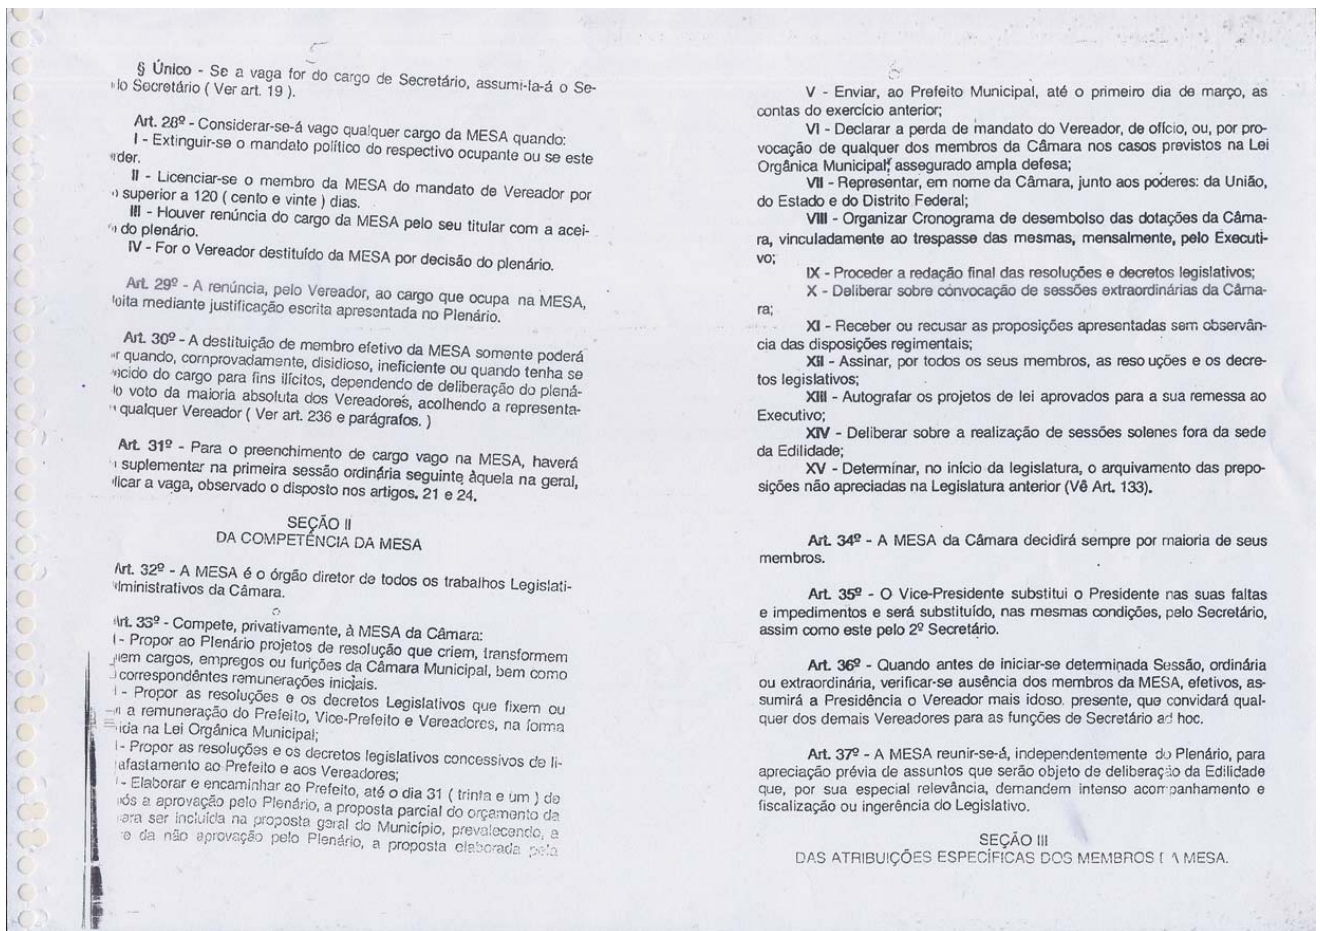 § Único - Se a vaga for do cargo de Secretário, assumi-la-á o Se-
Secretário ( Ver art. 19 ).
Art. 28º - Considerar-se-á vago qualquer cargo da MESA quando:
I - Extinguir-se o mandato político do respectivo ocupante ou se este
rder.
II - Licenciar-se o membro da MESA do mandato de Vereador por
superior a 120 ( cento e vinte ) dias.
III - Houver renúncia do cargo da MESA pelo seu titular com a acei-
do plenário.
IV - For o Vereador destituído da MESA por decisão do plenário.
Art. 29º - A renúncia, pelo Vereador, ao cargo que ocupa na MESA,
oita mediante justificação escrita apresentada no Plenário.
Art. 30º - A destituição de membro efetivo da MESA somente poderá
r quando, comprovadamente, disidioso, ineficiente ou quando tenha se
cido do cargo para fins ilícitos, dependendo de deliberação do plená-
lo voto da maioria absoluta dos Vereadores, acolhendo a representa-
qualquer Vereador ( Ver art. 236 e parágrafos. )
Art. 31º - Para o preenchimento de cargo vago na MESA, haverá
suplementar na primeira sessão ordinária seguinte àquela na geral,
licar a vaga, observado o disposto nos artigos. 21 e 24.
SEÇÃO II
DA COMPETÊNCIA DA MESA
Art. 32º - A MESA é o órgão diretor de todos os trabalhos Legislati-
dministrativos da Câmara.
Art. 33º - Compete, privativamente, à MESA da Câmara:
I - Propor ao Plenário projetos de resolução que criem, transformem
uem cargos, empregos ou funções da Câmara Municipal, bem como
correspondêntes remunerações iniciais.
I - Propor as resoluções e os decretos Legislativos que fixem ou
a remuneração do Prefeito, Vice-Prefeito e Vereadores, na forma
ida na Lei Orgânica Municipal;
I - Propor as resoluções e os decretos legislativos concessivos de li-
afastamento ao Prefeito e aos Vereadores;
- Elaborar e encaminhar ao Prefeito, até o dia 31 ( trinta e um ) de
ós a aprovação pelo Plenário, a proposta parcial do orçamento da
ara ser incluída na proposta geral do Município, prevalecendo, a
e da não aprovação pelo Plenário, a proposta elaborada pela
V - Enviar, ao Prefeito Municipal, até o primeiro dia de março, as
contas do exercício anterior;
VI - Declarar a perda de mandato do Vereador, de ofício, ou, por pro-
vocação de qualquer dos membros da Câmara nos casos previstos na Lei
Orgânica Municipal, assegurado ampla defesa;
VII - Representar, em nome da Câmara, junto aos poderes: da União,
do Estado e do Distrito Federal;
VIII - Organizar Cronograma de desembolso das dotações da Câma-
ra, vinculadamente ao trespasse das mesmas, mensalmente, pelo Executi-
vo;
IX - Proceder a redação final das resoluções e decretos legislativos;
X - Deliberar sobre convocação de sessões extraordinárias da Câma-
ra;
XI - Receber ou recusar as proposições apresentadas sem observân-
cia das disposições regimentais;
XII - Assinar, por todos os seus membros, as reso uções e os decre-
tos legislativos;
XIII - Autografar os projetos de lei aprovados para a sua remessa ao
Executivo;
XIV - Deliberar sobre a realização de sessões solenes fora da sede
da Edilidade;
XV - Determinar, no início da legislatura, o arquivamento das prepo-
sições não apreciadas na Legislatura anterior (Vê Art. 133).
Art. 34º - A MESA da Câmara decidirá sempre por maioria de seus
membros.
Art. 35º - O Vice-Presidente substitui o Presidente nas suas faltas
e impedimentos e será substituído, nas mesmas condições, pelo Secretário,
assim como este pelo 2º Secretário.
Art. 36º - Quando antes de iniciar-se determinada Sessão, ordinária
ou extraordinária, verificar-se ausência dos membros da MESA, efetivos, as-
sumirá a Presidência o Vereador mais idoso. presente, que convidará qual-
quer dos demais Vereadores para as funções de Secretário ad hoc.
Art. 37º - A MESA reunir-se-á, independentemente do Plenário, para
apreciação prévia de assuntos que serão objeto de deliberação da Edilidade
que, por sua especial relevância, demandem intenso acompanhamento e
fiscalização ou ingerência do Legislativo.
SEÇÃO III
DAS ATRIBUIÇÕES ESPECÍFICAS DOS MEMBROS DA MESA.